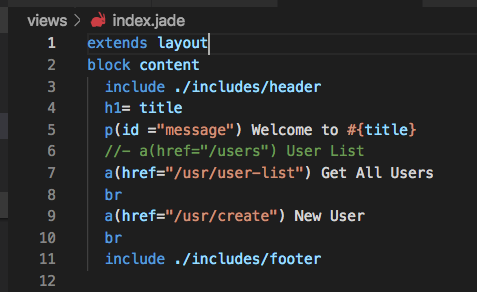 views > index.jade
1 extends layout
2 block content
3   include ./includes/header
4   h1= title
5   p(id ="message") Welcome to #{title}
6   //- a(href="/users") User List
7   a(href="/usr/user-list") Get All Users
8   br
9   a(href="/usr/create") New User
10   br
11   include ./includes/footer
12